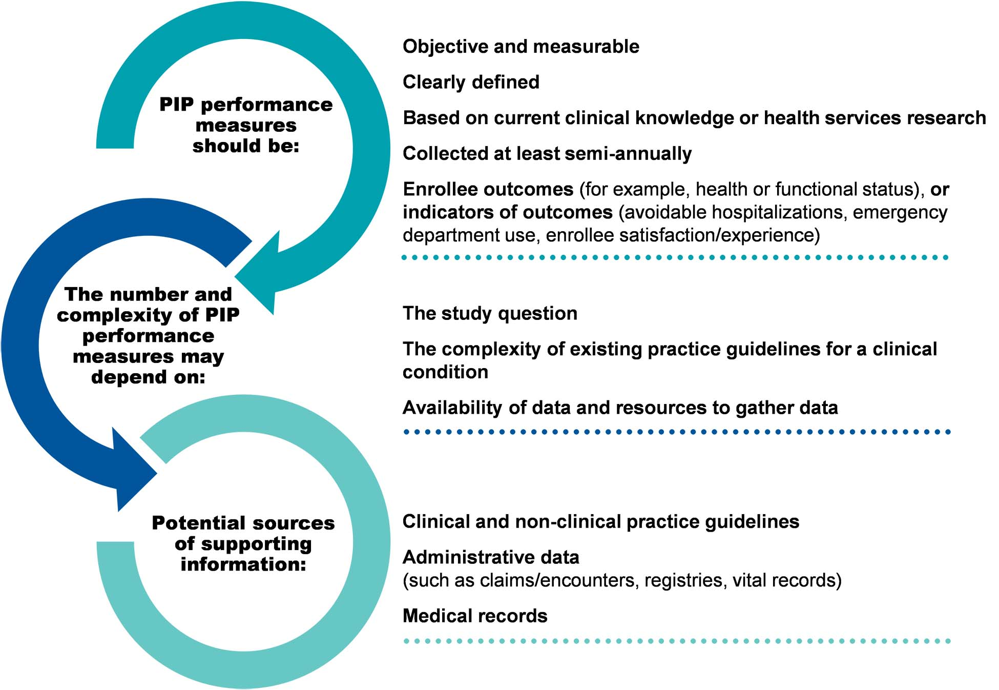 PIP performance
measures
should be:
Objective and measurable
Clearly defined
Based on current clinical knowledge or health services research
Collected at least semi-annually
Enrollee outcomes (for example, health or functional status), or
indicators of outcomes (avoidable hospitalizations, emergency
department use, enrollee satisfaction/experience)
The number and
complexity of PIP
performance
measures may
depend on:
The study question
The complexity of existing practice guidelines for a clinical
condition
Availability of data and resources to gather data
Potential sources
of supporting
information:
Clinical and non-clinical practice guidelines
Administrative data
(such as claims/encounters, registries, vital records)
Medical records